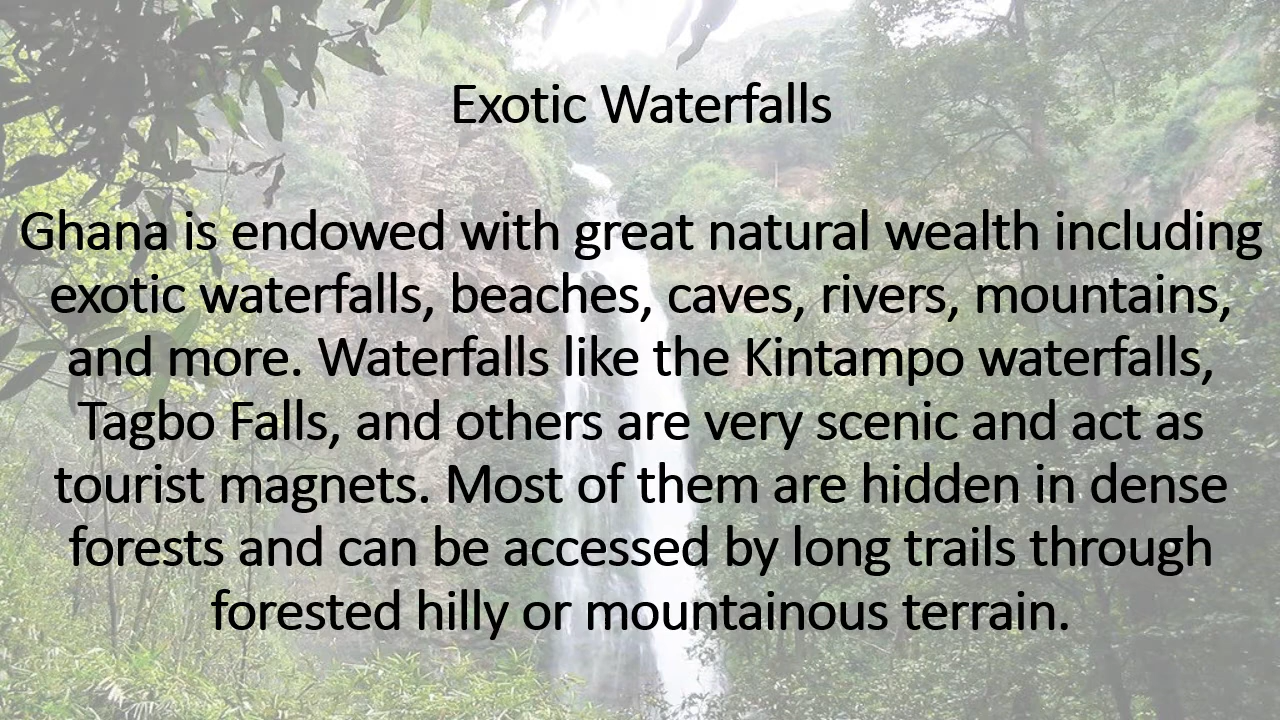 Exotic Waterfalls
Ghana is endowed with great natural wealth including
exotic waterfalls, beaches, caves, rivers, mountains,
and more. Waterfalls like the Kintampo waterfalls,
Tagbo Falls, and others are very scenic and act as
tourist magnets. Most of them are hidden in dense
forests and can be accessed by long trails through
forested hilly or mountainous terrain.